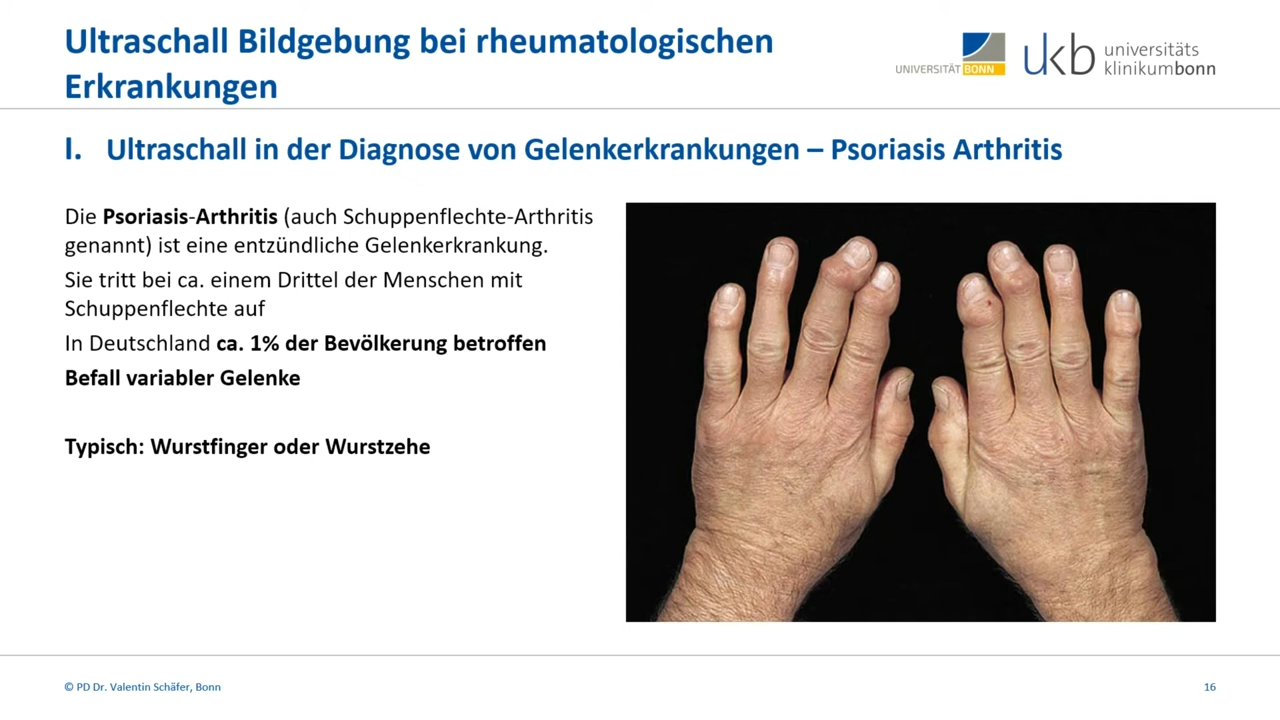 Ultraschall Bildgebung bei rheumatologischen
Erkrankungen
UNIVERSITÄT BONN
ukb universitäts
klinikumbonn
I. Ultraschall in der Diagnose von Gelenkerkrankungen – Psoriasis Arthritis
Die Psoriasis-Arthritis (auch Schuppenflechte-Arthritis
genannt) ist eine entzündliche Gelenkerkrankung.
Sie tritt bei ca. einem Drittel der Menschen mit
Schuppenflechte auf
In Deutschland ca. 1% der Bevölkerung betroffen
Befall variabler Gelenke
Typisch: Wurstfinger oder Wurstzehe
© PD Dr. Valentin Schäfer, Bonn
16